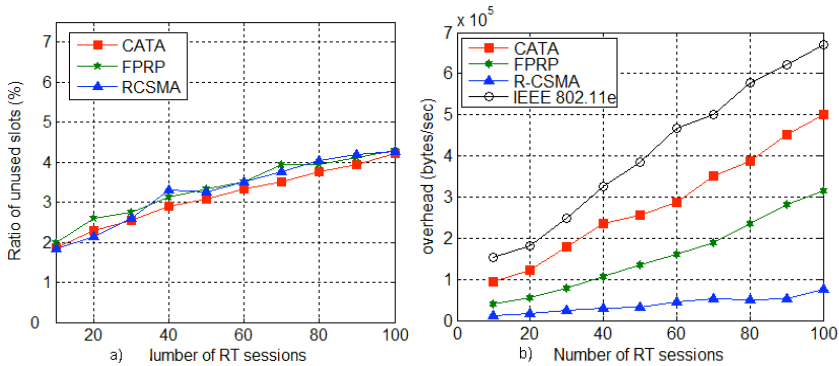 7
6
5
4
3
2
1
0
Ratio of unused slots (%)
CATA
FPRP
RCSMA
20 40 60 80 100
a) lumber of RT sessions
7 x 10^5
6
5
4
3
2
1
0
overhead (bytes/sec)
CATA
FPRP
R-CSMA
IEEE 802.11e
0 20 40 60 80 100
b) Number of RT sessions